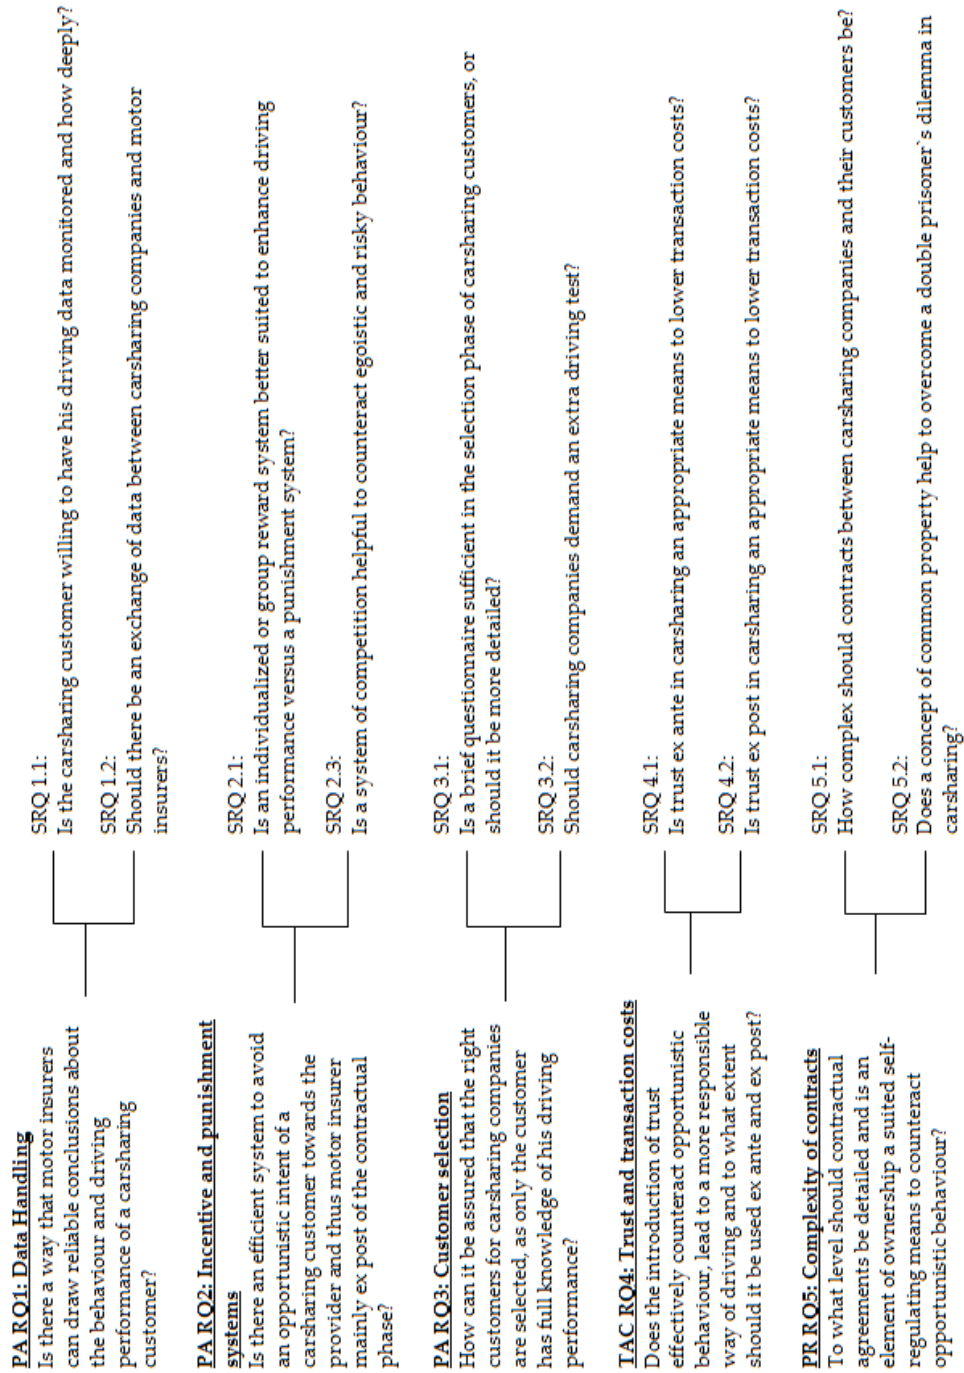 PA RQ1: Data Handling
Is there a way that motor insurers
can draw reliable conclusions about
the behaviour and driving
performance of a carsharing
customer?
SRQ 1.1:
Is the carsharing customer willing to have his driving data monitored and how deeply?
SRQ 1.2:
Should there be an exchange of data between carsharing companies and motor
insurers?
PA RQ2: Incentive and punishment
systems
Is there an efficient system to avoid
an opportunistic intent of a
carsharing customer towards the
provider and thus motor insurer
mainly ex post of the contractual
phase?
SRQ 2.1:
Is an individualized or group reward system better suited to enhance driving
performance versus a punishment system?
SRQ 2.3:
Is a system of competition helpful to counteract egoistic and risky behaviour?
PA RQ3: Customer selection
How can it be assured that the right
customers for carsharing companies
are selected, as only the customer
has full knowledge of his driving
performance?
SRQ 3.1:
Is a brief questionnaire sufficient in the selection phase of carsharing customers, or
should it be more detailed?
SRQ 3.2:
Should carsharing companies demand an extra driving test?
TAC RQ4: Trust and transaction costs
Does the introduction of trust
effectively counteract opportunistic
behaviour, lead to a more responsible
way of driving and to what extent
should it be used ex ante and ex post?
SRQ 4.1:
Is trust ex ante in carsharing an appropriate means to lower transaction costs?
SRQ 4.2:
Is trust ex post in carsharing an appropriate means to lower transaction costs?
PR RQ5: Complexity of contracts
To what level should contractual
agreements be detailed and is an
element of ownership a suited self-
regulating means to counteract
opportunistic behaviour?
SRQ 5.1:
How complex should contracts between carsharing companies and their customers be?
SRQ 5.2:
Does a concept of common property help to overcome a double prisoner`s dilemma in
carsharing?